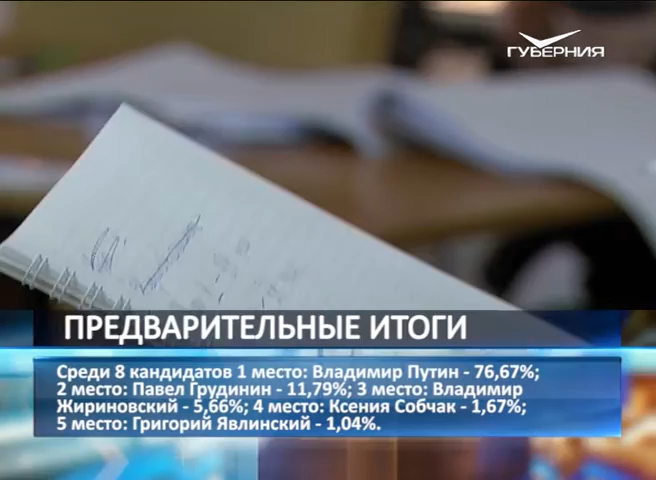 ГУБЕРНИЯ
ПРЕДВАРИТЕЛЬНЫЕ ИТОГИ
Среди 8 кандидатов 1 место: Владимир Путин - 76,67%;
2 место: Павел Грудинин - 11,79%; 3 место: Владимир
Жириновский - 5,66%; 4 место: Ксения Собчак - 1,67%;
5 место: Григорий Явлинский - 1,04%.